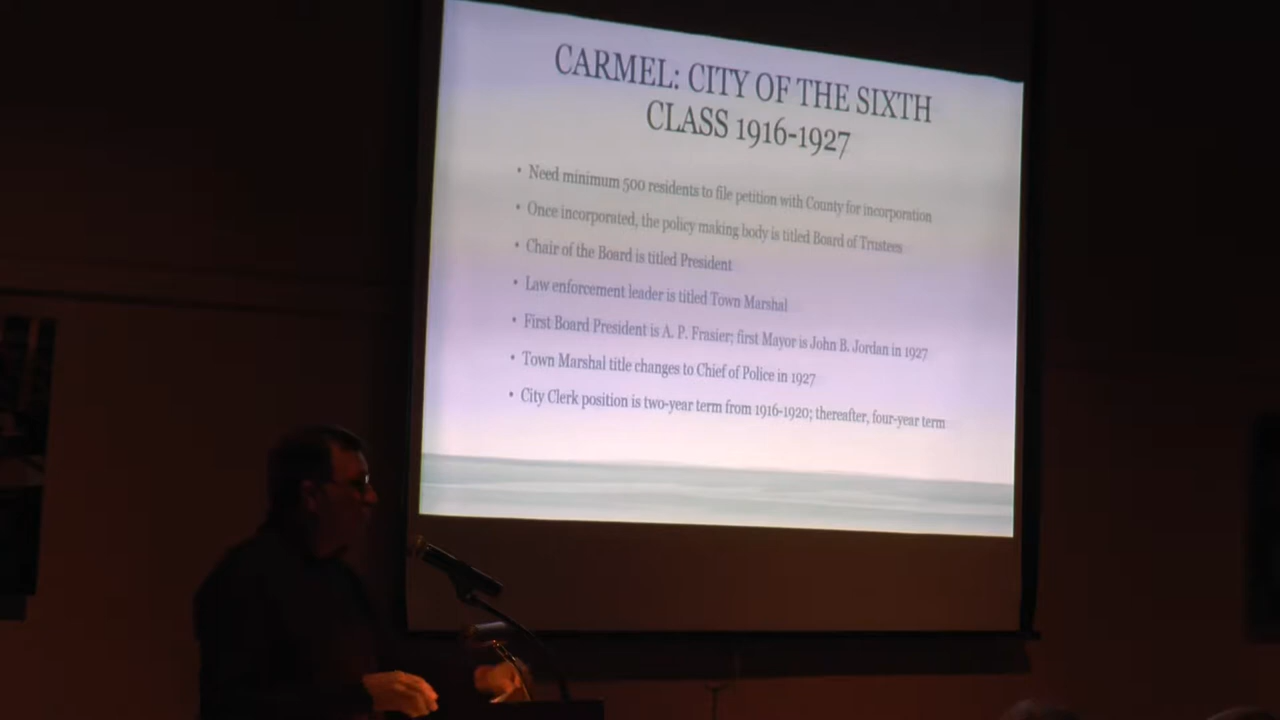 CARMEL: CITY OF THE SIXTH
CLASS 1916-1927
• Need minimum 500 residents to file petition with County for incorporation
• Once incorporated, the policy making body is titled Board of Trustees
• Chair of the Board is titled President
• Law enforcement leader is titled Town Marshal
• First Board President is A. P. Frasier; first Mayor is John B. Jordan in 1927
• Town Marshal title changes to Chief of Police in 1927
• City Clerk position is two-year term from 1916-1920; thereafter, four-year term